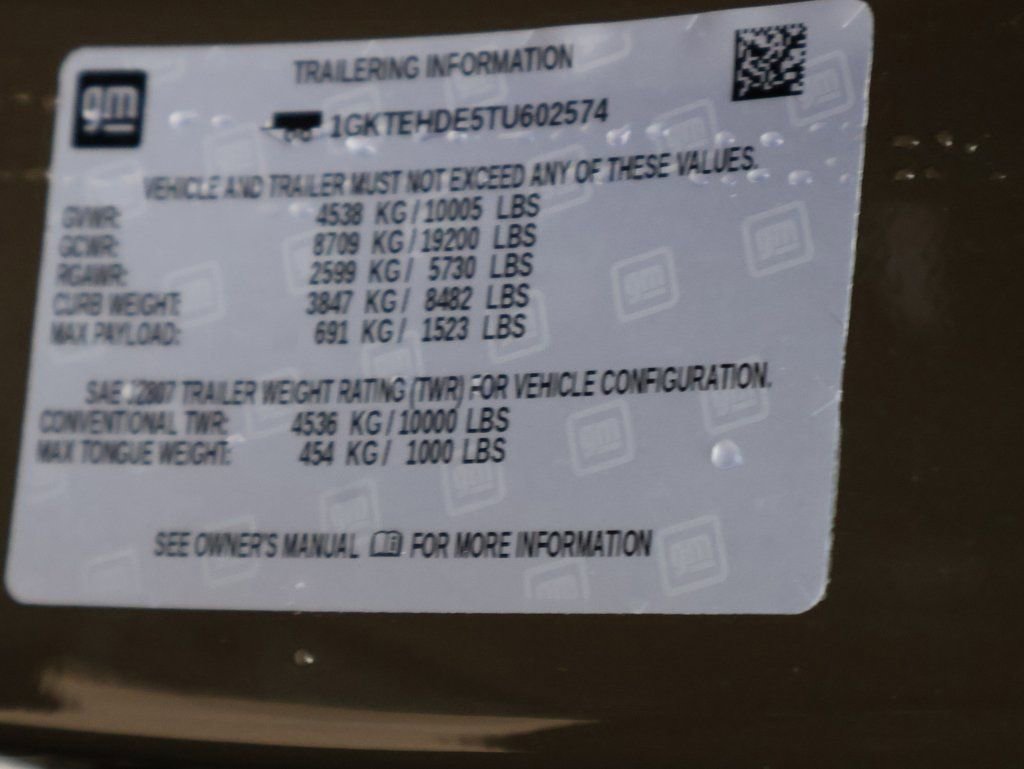 gm
TRAILERING INFORMATION
1GKTEHDE5TU602574
VEHICLE AND TRAILER MUST NOT EXCEED ANY OF THESE VALUES.
GVWR: 4538 KG / 10005 LBS
GCWR: 8709 KG / 19200 LBS
RGAWR: 2599 KG / 5730 LBS
CURB WEIGHT: 3847 KG / 8482 LBS
MAX PAYLOAD: 691 KG / 1523 LBS
SAE J2807 TRAILER WEIGHT RATING (TWR) FOR VEHICLE CONFIGURATION.
CONVENTIONAL TWR: 4536 KG / 10000 LBS
MAX TONGUE WEIGHT: 454 KG / 1000 LBS
SEE OWNER'S MANUAL FOR MORE INFORMATION